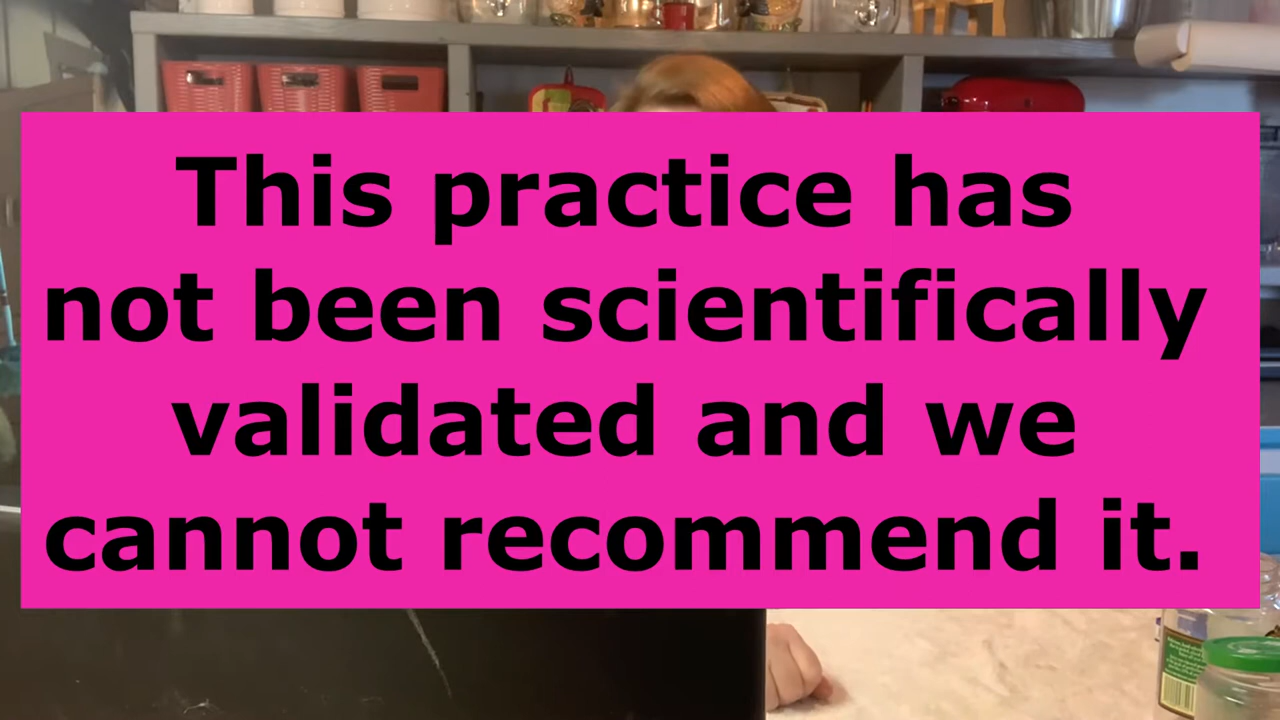 This practice has
not been scientifically
validated and we
cannot recommend it.